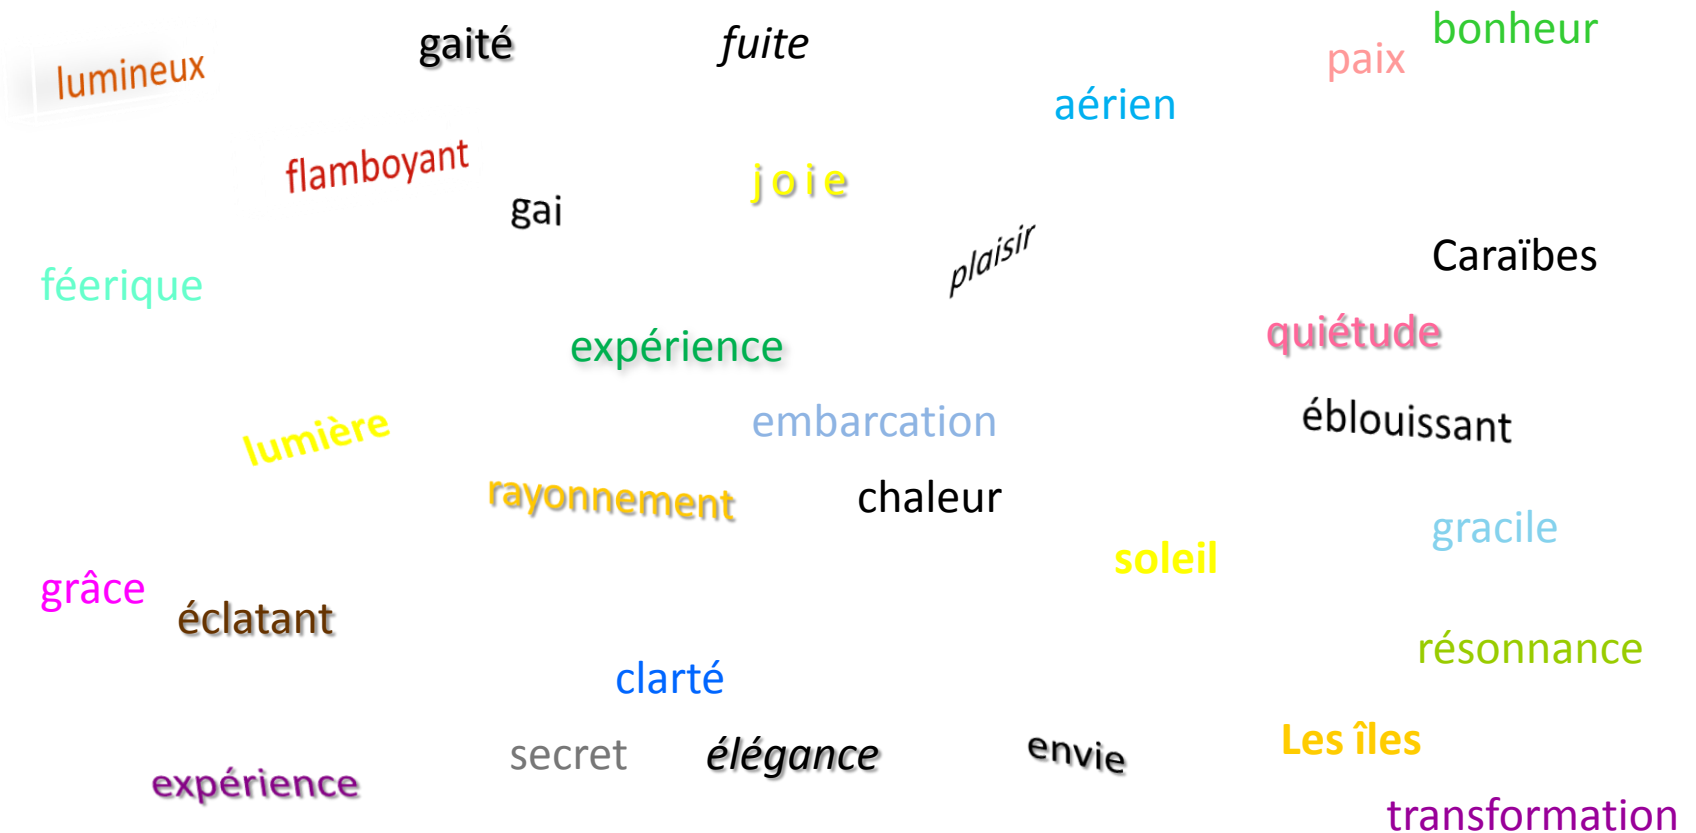 bonheur
gaité
fuite
paix
lumineux
aérien
flamboyant
joie
gai
plaisir
Caraïbes
féerique
quiétude
expérience
embarcation
éblouissant
lumière
rayonnement
chaleur
gracile
soleil
grâce
éclatant
résonnance
clarté
Les îles
secret
élégance
envie
expérience
transformation